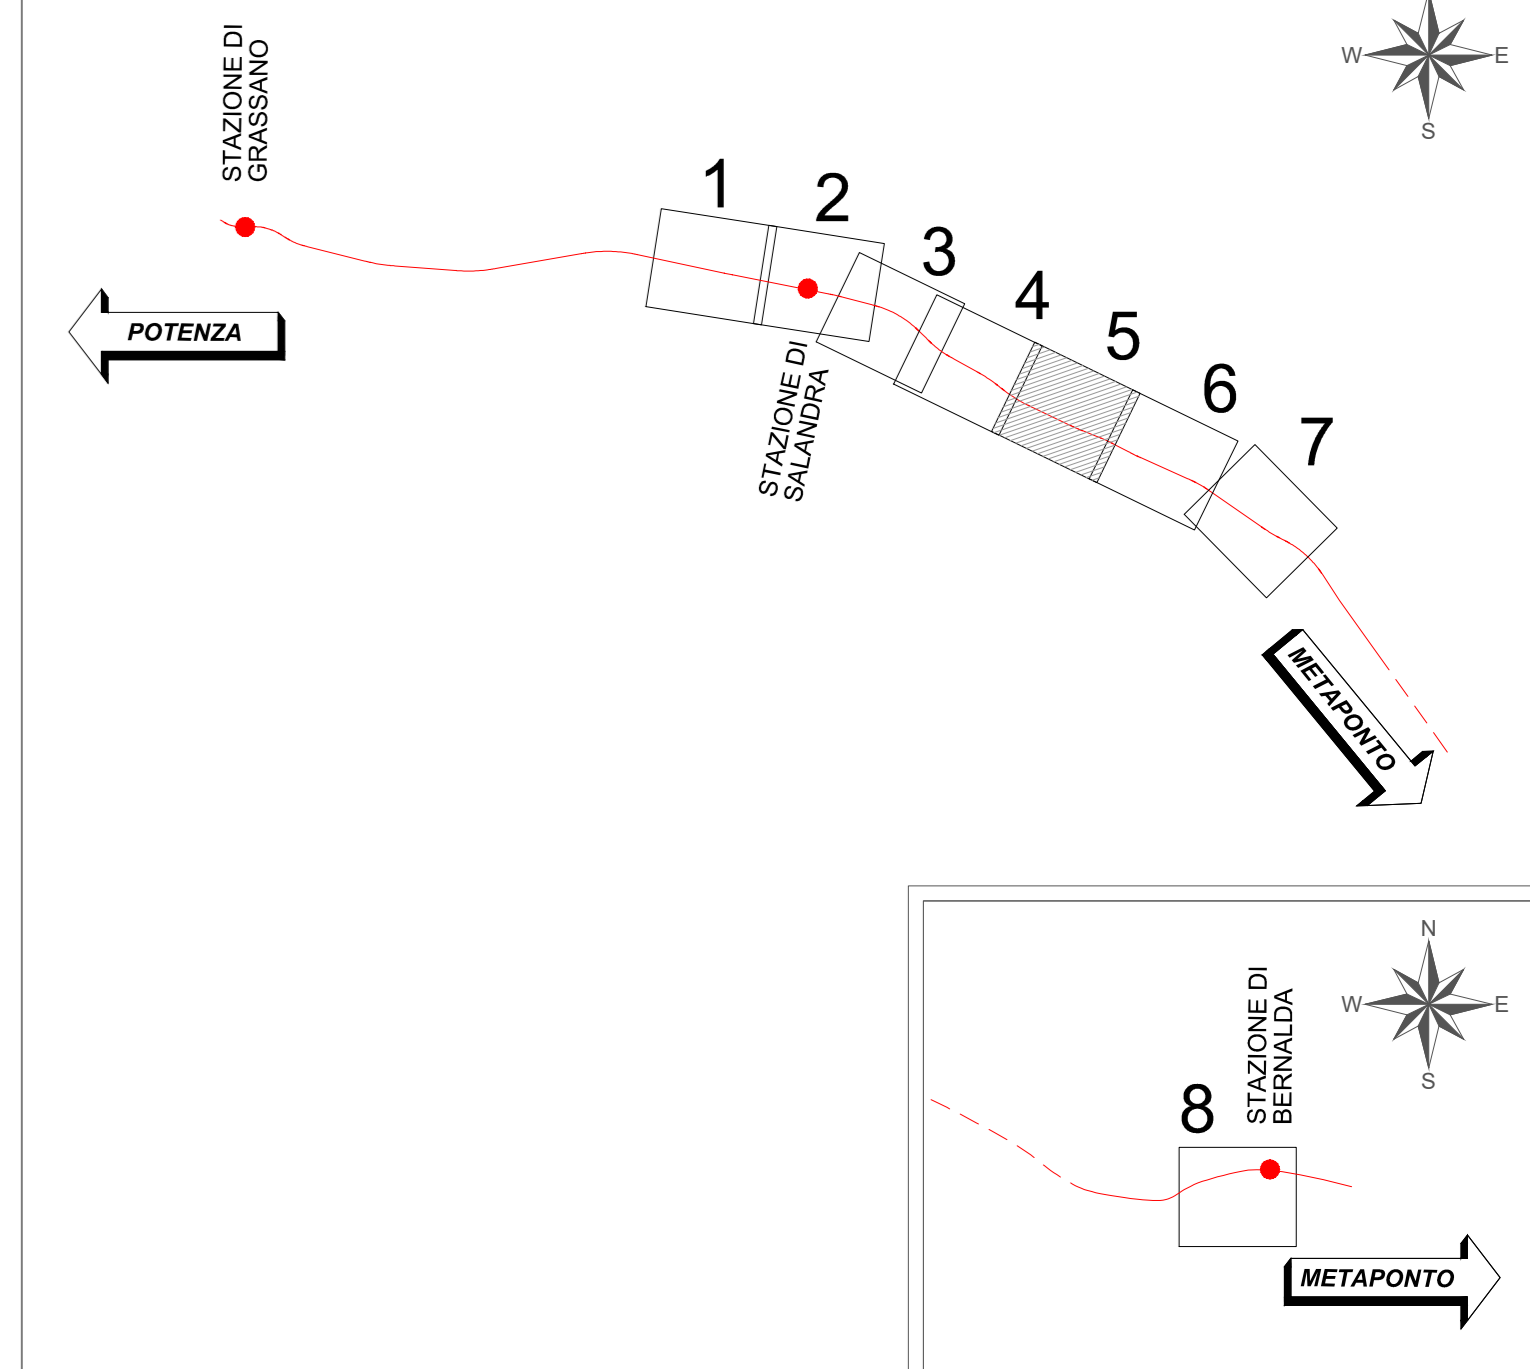 STAZIONE DI
GRASSANO
W
E
S
1
2
3
4
5
6
7
POTENZA
STAZIONE DI
SALANDRA
METAPONTO
N
W
E
S
STAZIONE DI
BERNALDA
8
METAPONTO